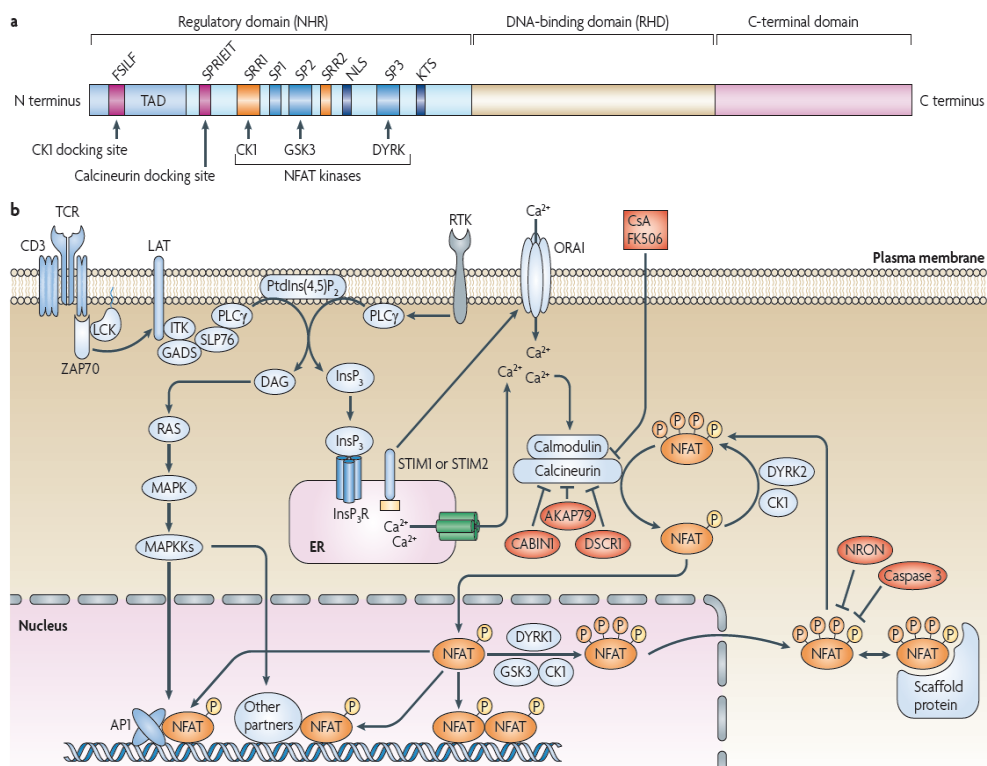 a
Regulatory domain (NHR)
DNA-binding domain (RHD)
C-terminal domain
FSILF
SPRIEIT
SRR1
SP1
SP2
SRR2
NLS
SP3
KTS
N terminus
TAD
C terminus
CK1 docking site
CK1
GSK3
DYRK
Calcineurin docking site
NFAT kinases
b
TCR
CD3
LAT
RTK
Ca2+
ORAI
CsA
FK506
Plasma membrane
PtdIns(4,5)P2
LCK
ITK
PLCγ
PLCγ
SLP76
GADS
ZAP70
Ca2+
Ca2+
Ca2+
DAG
InsP3
RAS
InsP3
STIM1 or STIM2
Calmodulin
Calcineurin
P
P
P
P
NFAT
DYRK2
CK1
MAPK
InsP3R
Ca2+
Ca2+
ER
AKAP79
CABIN1
DSCR1
P
NFAT
MAPKKs
NRON
Caspase 3
Nucleus
P
NFAT
DYRK1
GSK3
CK1
P
P
P
P
NFAT
P
P
P
P
NFAT
P
P
P
P
NFAT
Scaffold
protein
AP1
P
NFAT
Other
partners
P
NFAT
P
NFAT
NFAT